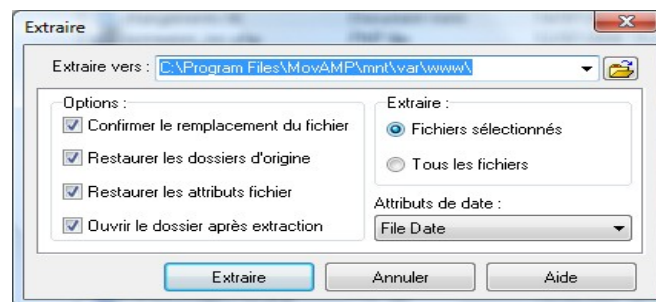 Extraire
Extraire vers :
C:\Program Files\MovAMP\mnt\var\www\
Options :
Confirmer le remplacement du fichier
Restaurer les dossiers d'origine
Restaurer les attributs fichier
Ouvrir le dossier après extraction
Extraire :
Fichiers sélectionnés
Tous les fichiers
Attributs de date :
File Date
Extraire
Annuler
Aide